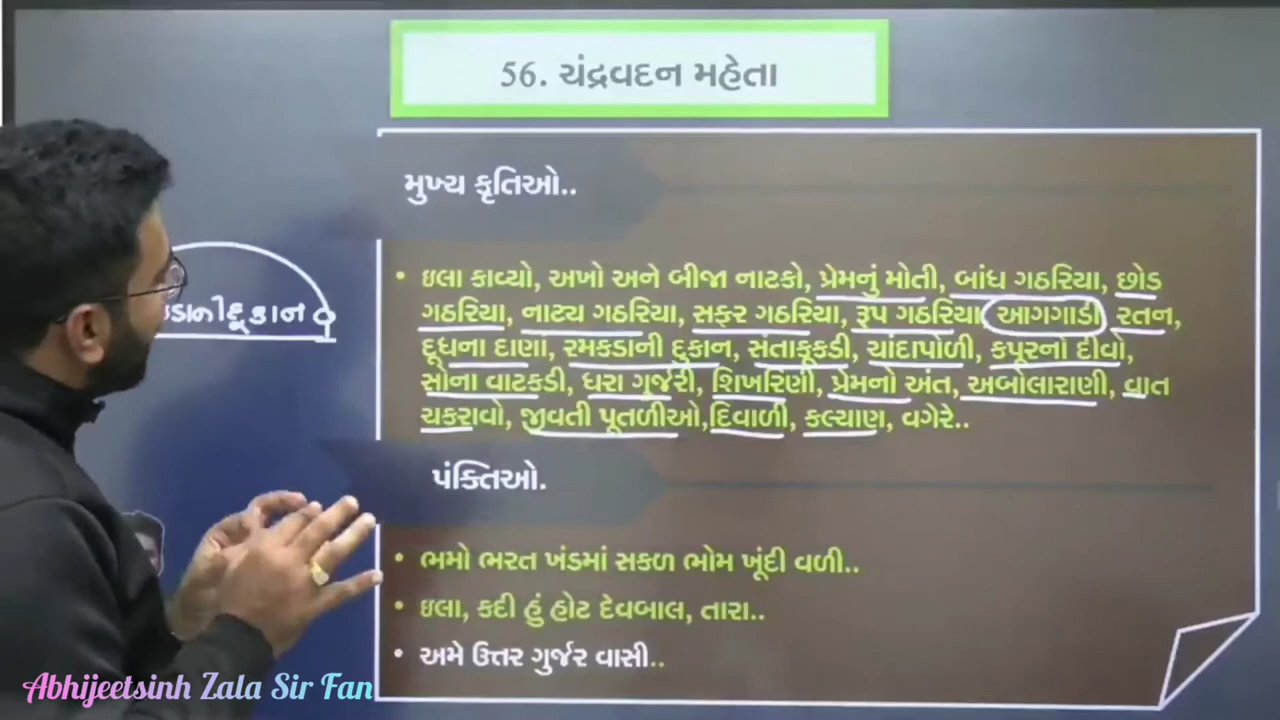 56. ચંદ્રવદન મહેતા
મુખ્ય કૃતિઓ..
• ઇલા કાવ્યો, અખો અને બીજા નાટકો, પ્રેમનું મોતી, બાંધ ગઠરિયા, છોડ
ગઠરિયા, નાટ્ય ગઠરિયા, સફર ગઠરિયા, રૂપ ગઠરિયા, આગગાડી, રતન,
દૂધના દાણા, રમકડાની દુકાન, સંતાકૂકડી, ચાંદાપોળી, કપૂરનો દીવો,
સોના વાટકડી, ધરા ગૂર્જરી, શિખરિણી, પ્રેમનો અંત, અબોલારાણી, વાત
ચકરાવો, જીવતી પૂતળીઓ,દિવાળી, કલ્યાણ, વગેરે..
દુકાન
પંક્તિઓ.
• ભમો ભરત ખંડમાં સકળ ભોમ ખૂંદી વળી..
• ઇલા, કદી હું હોટ દેવબાલ, તારા..
• અમે ઉત્તર ગુર્જર વાસી..
Abhijeetsinh Zala Sir Fan